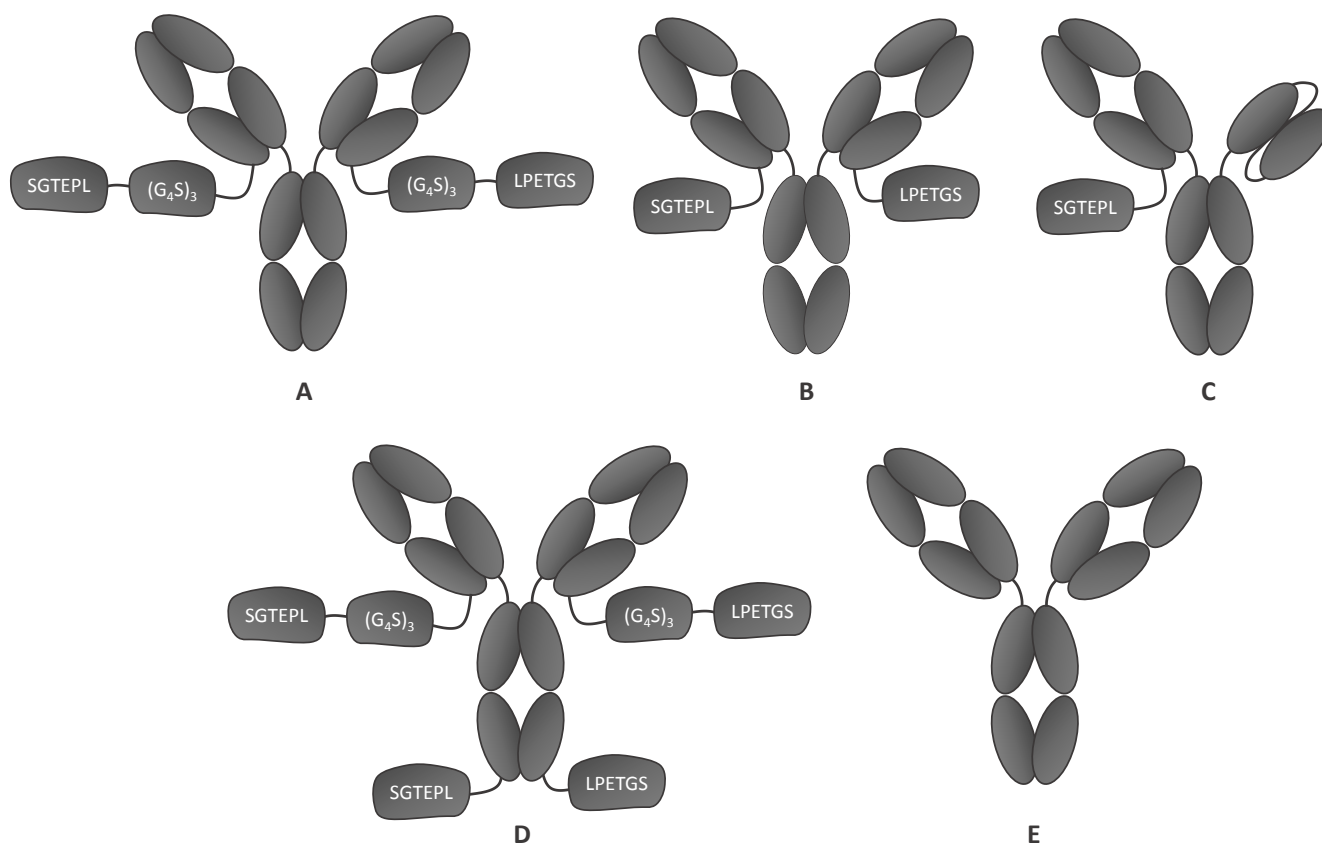 SGTEPL (G₄S)₃ (G₄S)₃ LPETGS
SGTEPL LPETGS
SGTEPL
A B C
SGTEPL (G₄S)₃ (G₄S)₃ LPETGS
SGTEPL LPETGS
D E